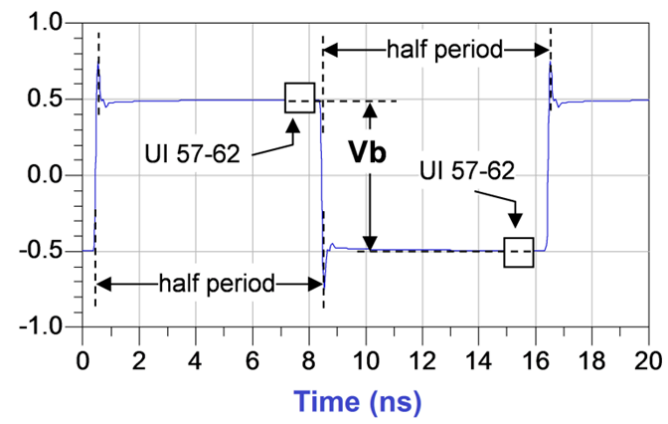 1.0
half period
0.5
UI 57-62
Vb
UI 57-62
0.0
-0.5
half period
-1.0
0 2 4 6 8 10 12 14 16 18 20
Time (ns)